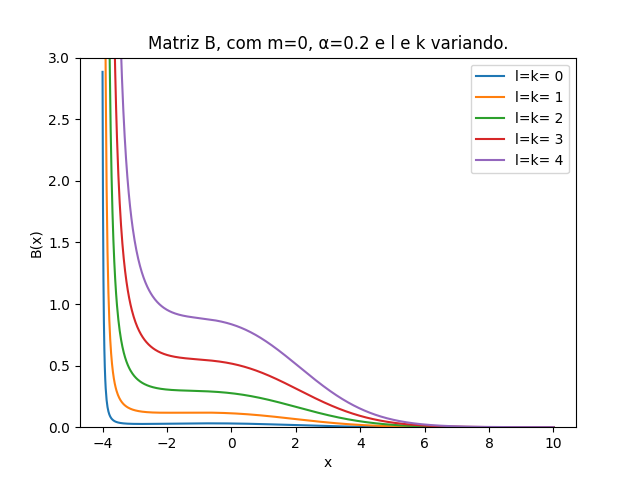 Matriz B, com m=0, α=0.2 e l e k variando.
3.0
2.5
2.0
1.5
1.0
0.5
0.0
B(x)
l=k= 0
l=k= 1
l=k= 2
l=k= 3
l=k= 4
−4 −2 0 2 4 6 8 10
x